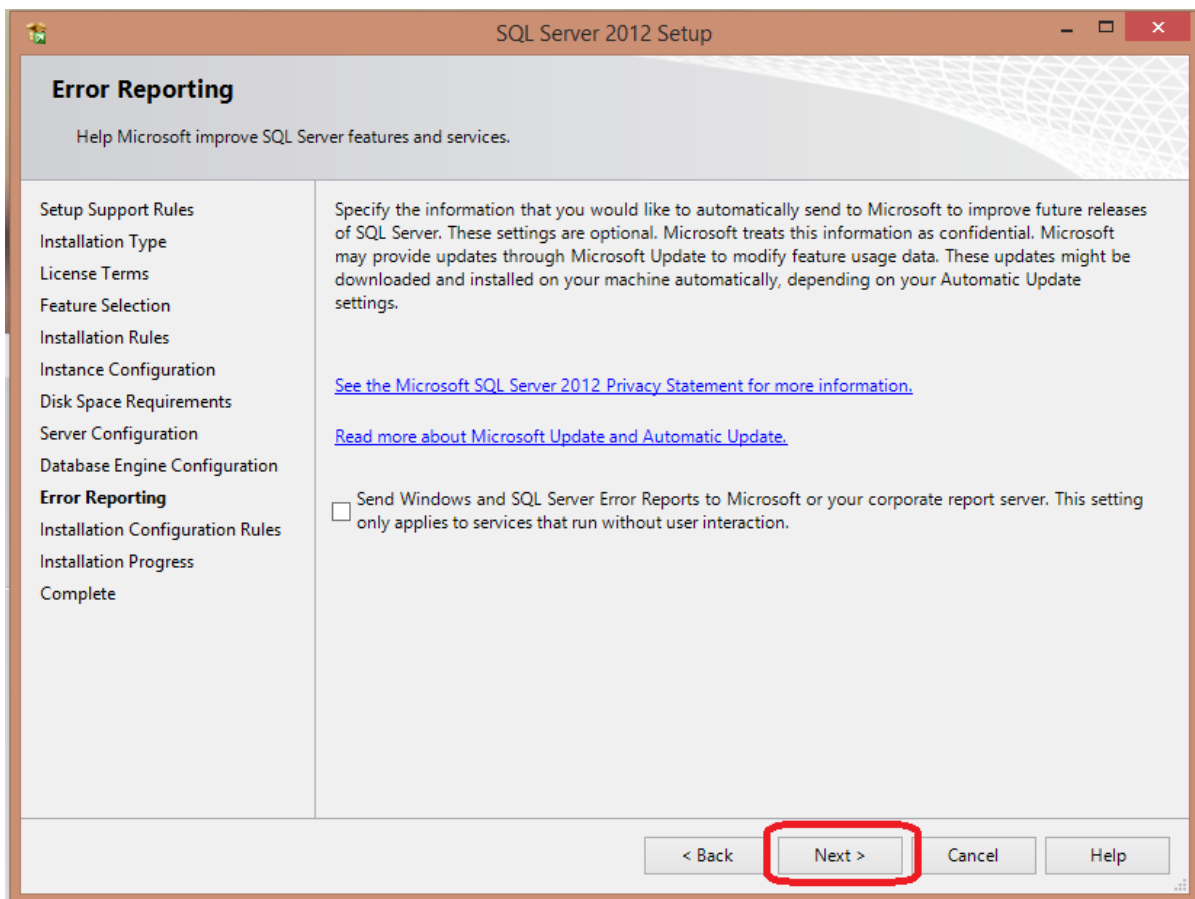 SQL Server 2012 Setup
Error Reporting
Help Microsoft improve SQL Server features and services.
Setup Support Rules
Installation Type
License Terms
Feature Selection
Installation Rules
Instance Configuration
Disk Space Requirements
Server Configuration
Database Engine Configuration
Error Reporting
Installation Configuration Rules
Installation Progress
Complete
Specify the information that you would like to automatically send to Microsoft to improve future releases
of SQL Server. These settings are optional. Microsoft treats this information as confidential. Microsoft
may provide updates through Microsoft Update to modify feature usage data. These updates might be
downloaded and installed on your machine automatically, depending on your Automatic Update
settings.
See the Microsoft SQL Server 2012 Privacy Statement for more information.
Read more about Microsoft Update and Automatic Update.
Send Windows and SQL Server Error Reports to Microsoft or your corporate report server. This setting
only applies to services that run without user interaction.
< Back
Next >
Cancel
Help